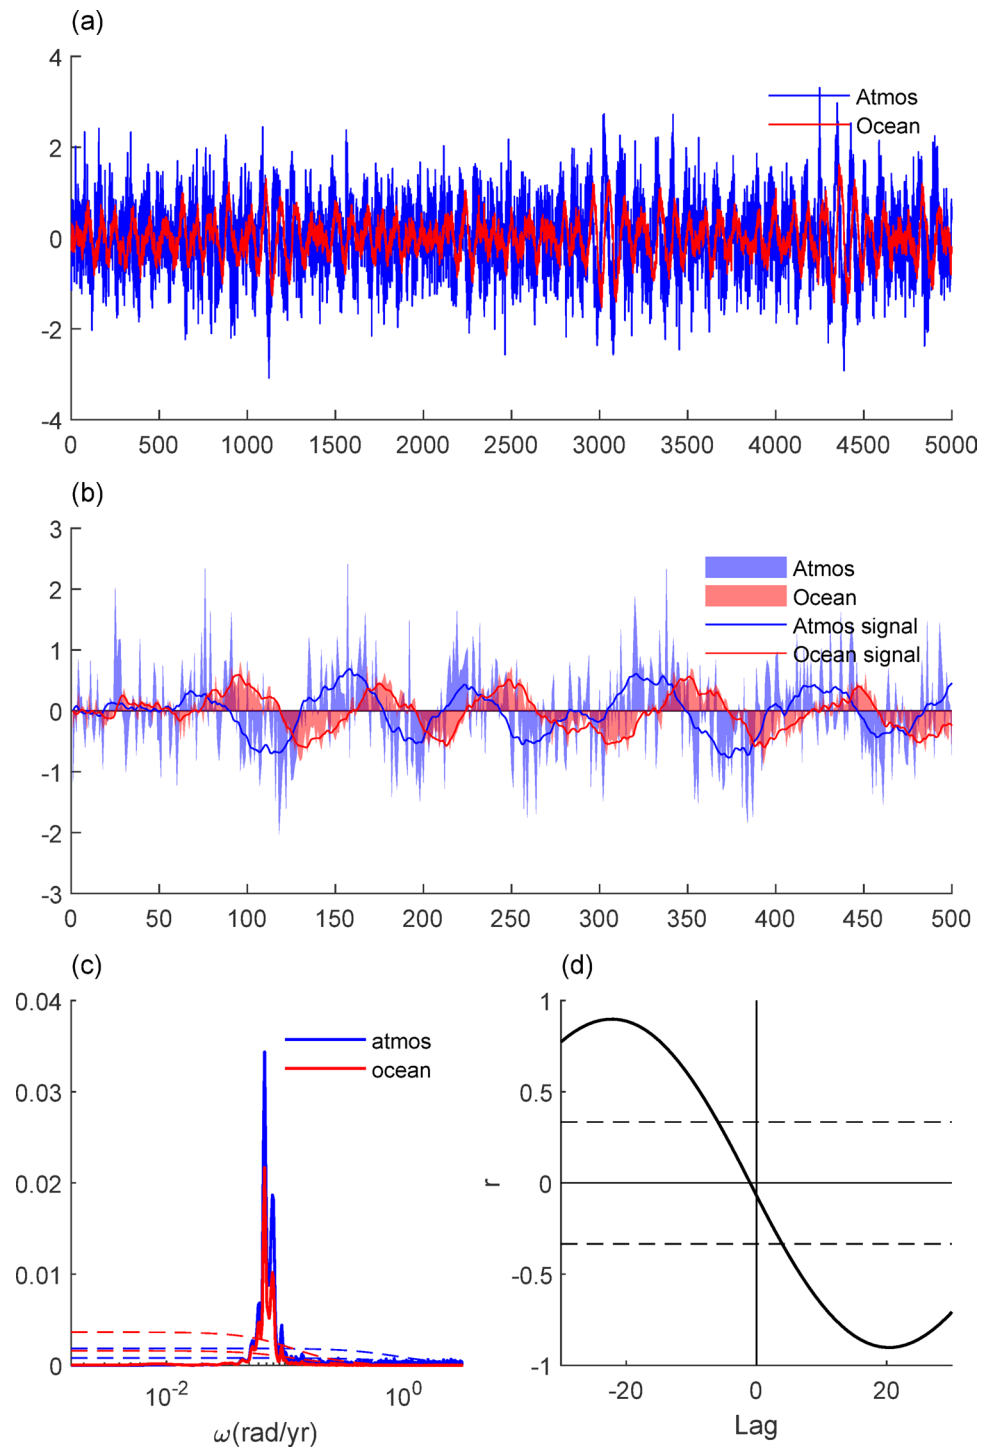 (a)
4
2
0
-2
-4
Atmos
Ocean
0 500 1000 1500 2000 2500 3000 3500 4000 4500 5000
(b)
3
2
1
0
-1
-2
-3
Atmos
Ocean
Atmos signal
Ocean signal
0 50 100 150 200 250 300 350 400 450 500
(c)
0.04
0.03
0.02
0.01
0
atmos
ocean
10^-2 10^0
ω(rad/yr)
(d)
1
0.5
0
-0.5
-1
r
-20 0 20
Lag